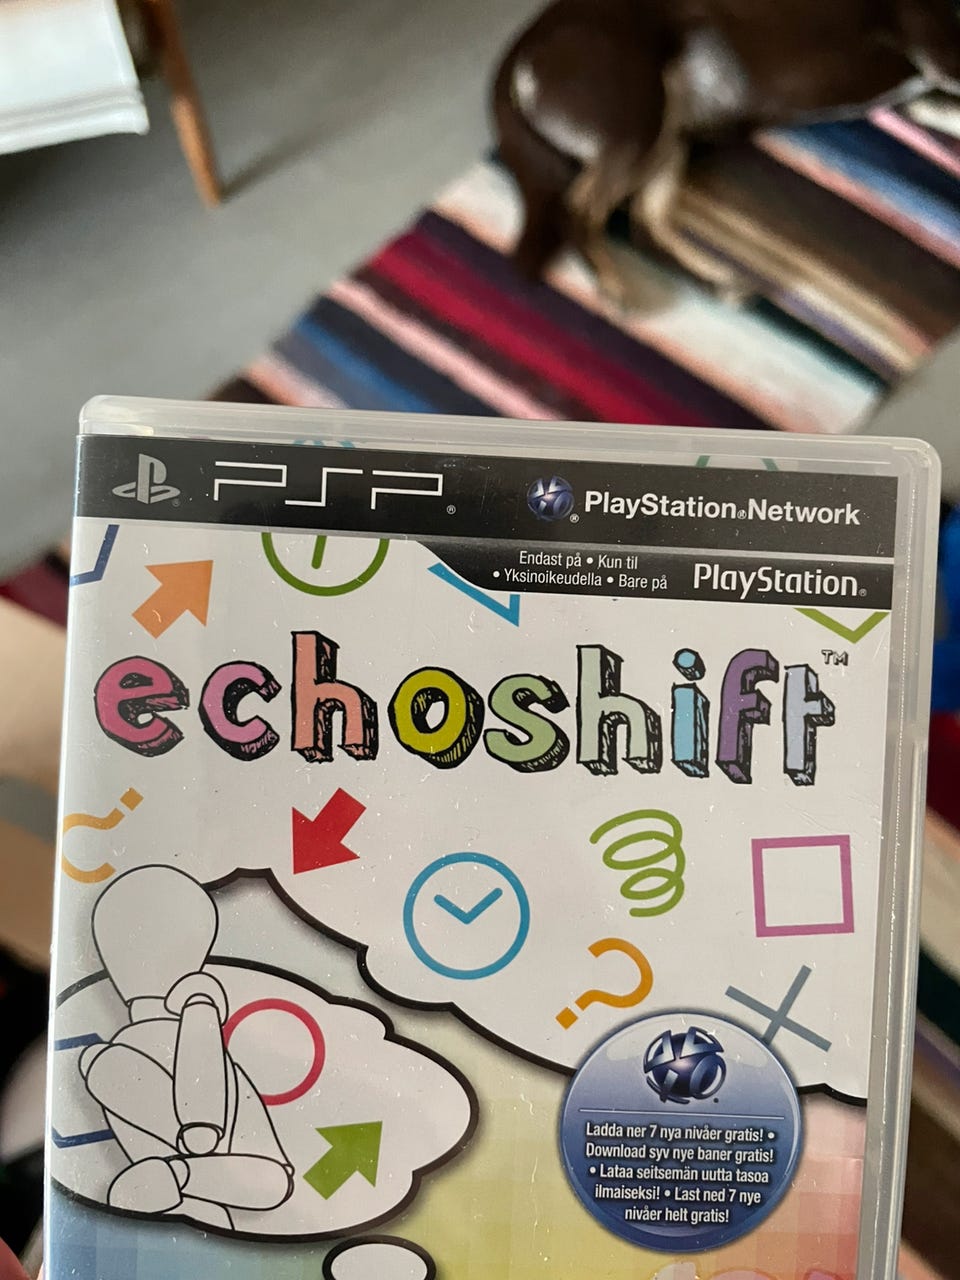 PSP® PlayStation®Network
Endast på • Kun til
• Yksinoikeudella • Bare på PlayStation®
echoshift™
Ladda ner 7 nya nivåer gratis! •
Download syv nye baner gratis!
• Lataa seitsemän uutta tasoa
ilmaiseksi! • Last ned 7 nye
nivåer helt gratis!